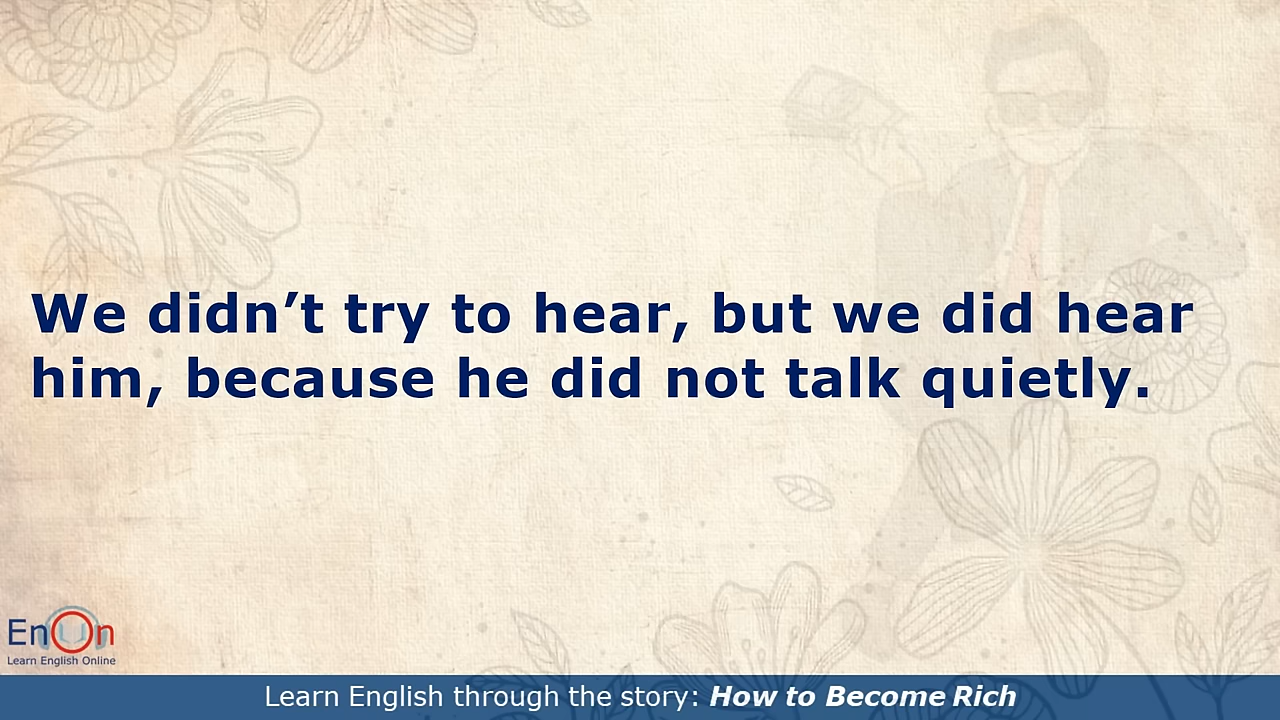 We didn’t try to hear, but we did hear
him, because he did not talk quietly.
EnOn
Learn English Online
Learn English through the story: How to Become Rich